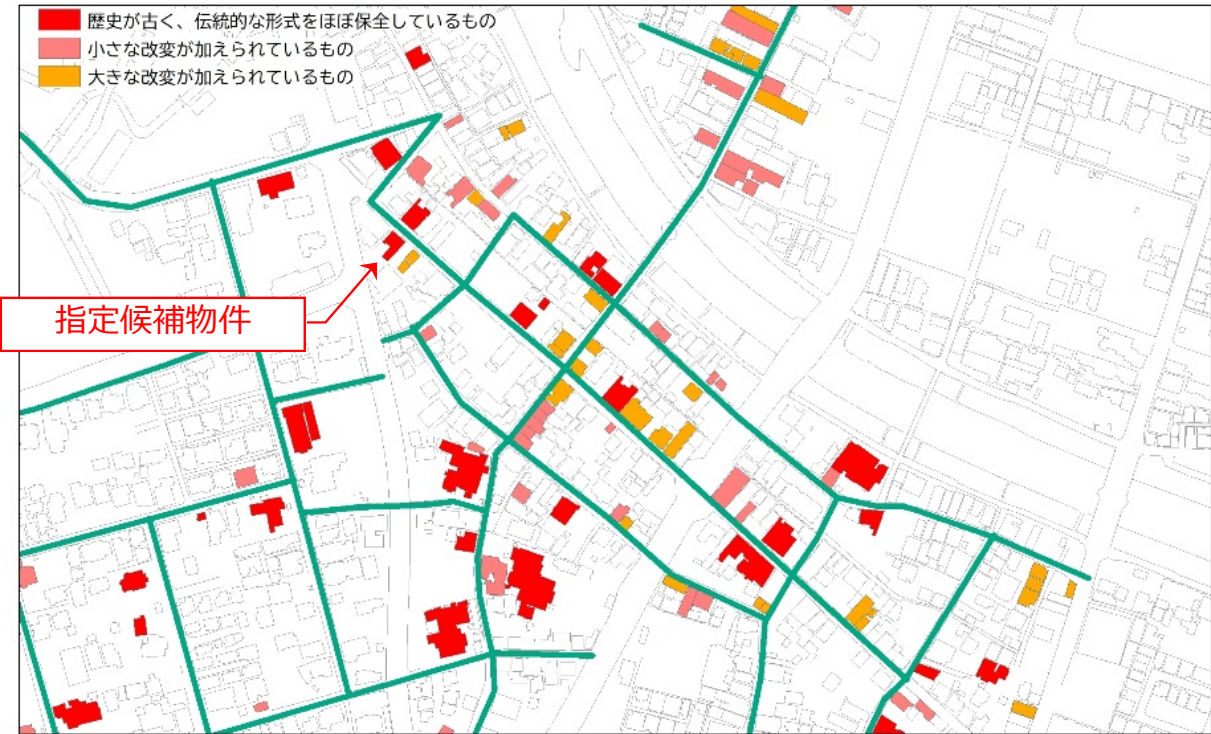 歴史が古く、伝統的な形式をほぼ保全しているもの
小さな改変が加えられているもの
大きな改変が加えられているもの
指定候補物件